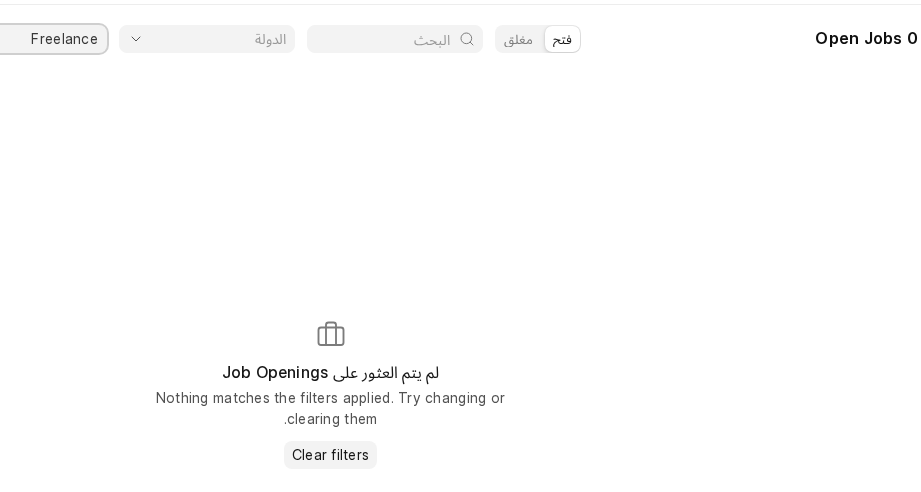 Open Jobs 0
فتح
مغلق
البحث
الدولة
Freelance
لم يتم العثور على Job Openings
Nothing matches the filters applied. Try changing or
clearing them.
Clear filters